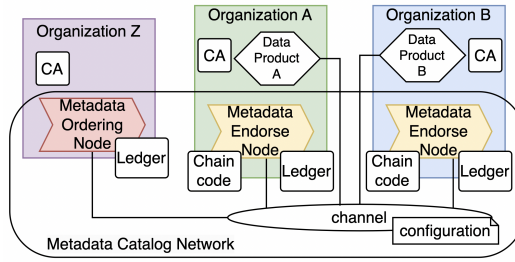 Organization Z
CA
Metadata
Ordering
Node
Ledger
Organization A
CA
Data
Product
A
Metadata
Endorse
Node
Chain
code
Ledger
Organization B
Data
Product
B
CA
Metadata
Endorse
Node
Chain
code
Ledger
channel
configuration
Metadata Catalog Network